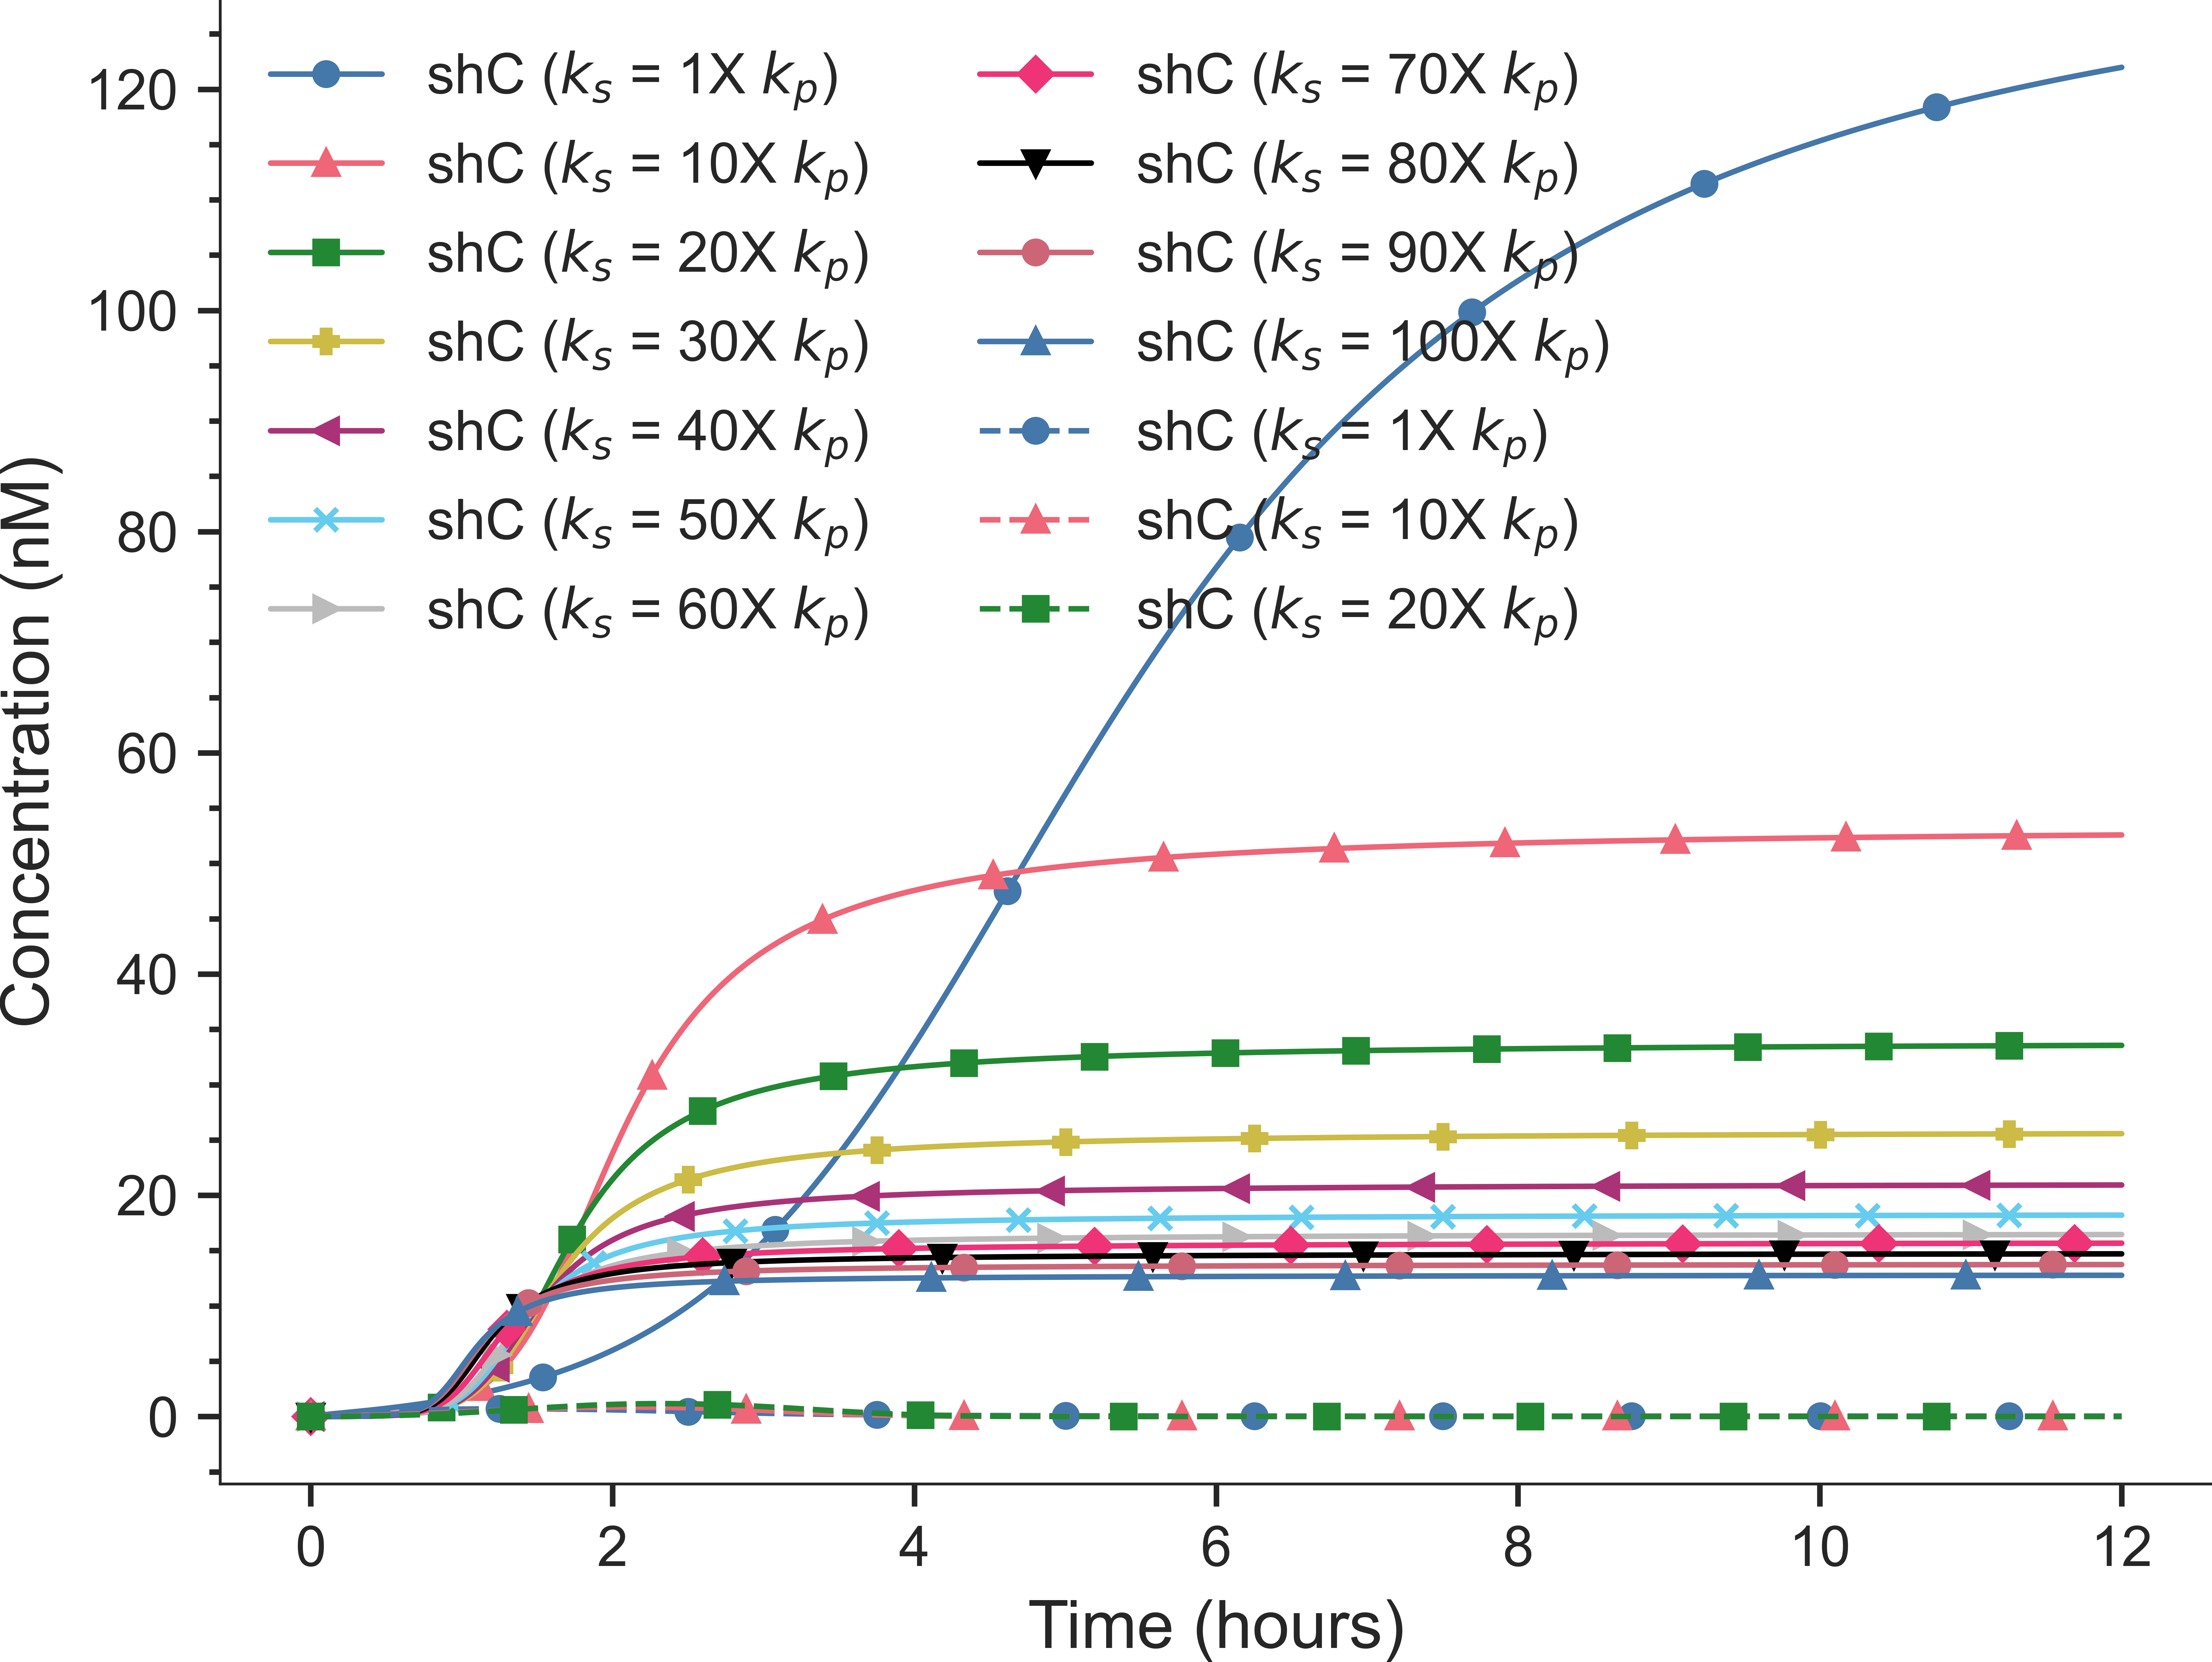 120
100
80
60
40
20
0
Concentration (nM)
shC (kₛ = 1X kₚ)
shC (kₛ = 10X kₚ)
shC (kₛ = 20X kₚ)
shC (kₛ = 30X kₚ)
shC (kₛ = 40X kₚ)
shC (kₛ = 50X kₚ)
shC (kₛ = 60X kₚ)
shC (kₛ = 70X kₚ)
shC (kₛ = 80X kₚ)
shC (kₛ = 90X kₚ)
shC (kₛ = 100X kₚ)
shC (kₛ = 1X kₚ)
shC (kₛ = 10X kₚ)
shC (kₛ = 20X kₚ)
0 2 4 6 8 10 12
Time (hours)